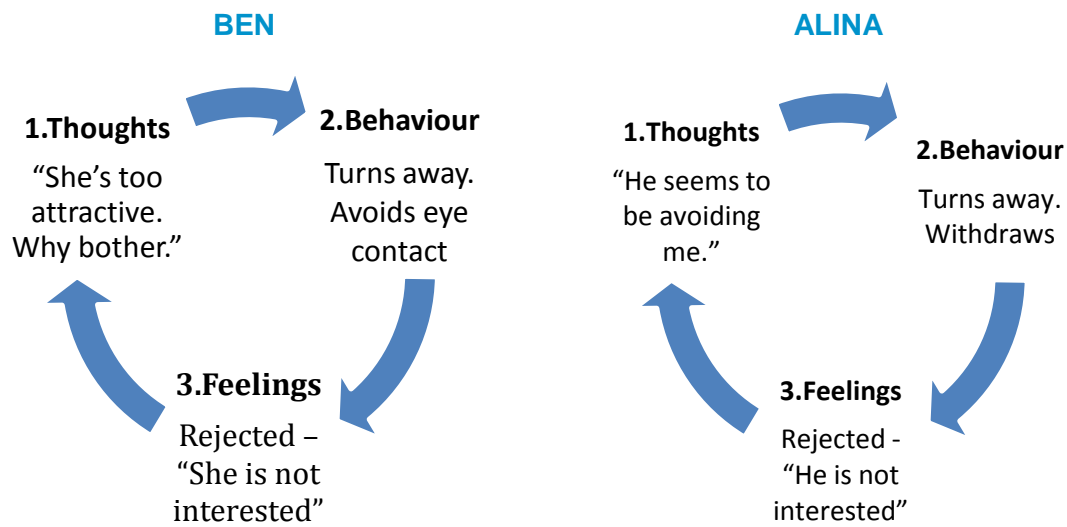 BEN
1.Thoughts
“She’s too
attractive.
Why bother.”
2.Behaviour
Turns away.
Avoids eye
contact
3.Feelings
Rejected –
“She is not
interested”
ALINA
1.Thoughts
“He seems to
be avoiding
me.”
2.Behaviour
Turns away.
Withdraws
3.Feelings
Rejected -
“He is not
interested”